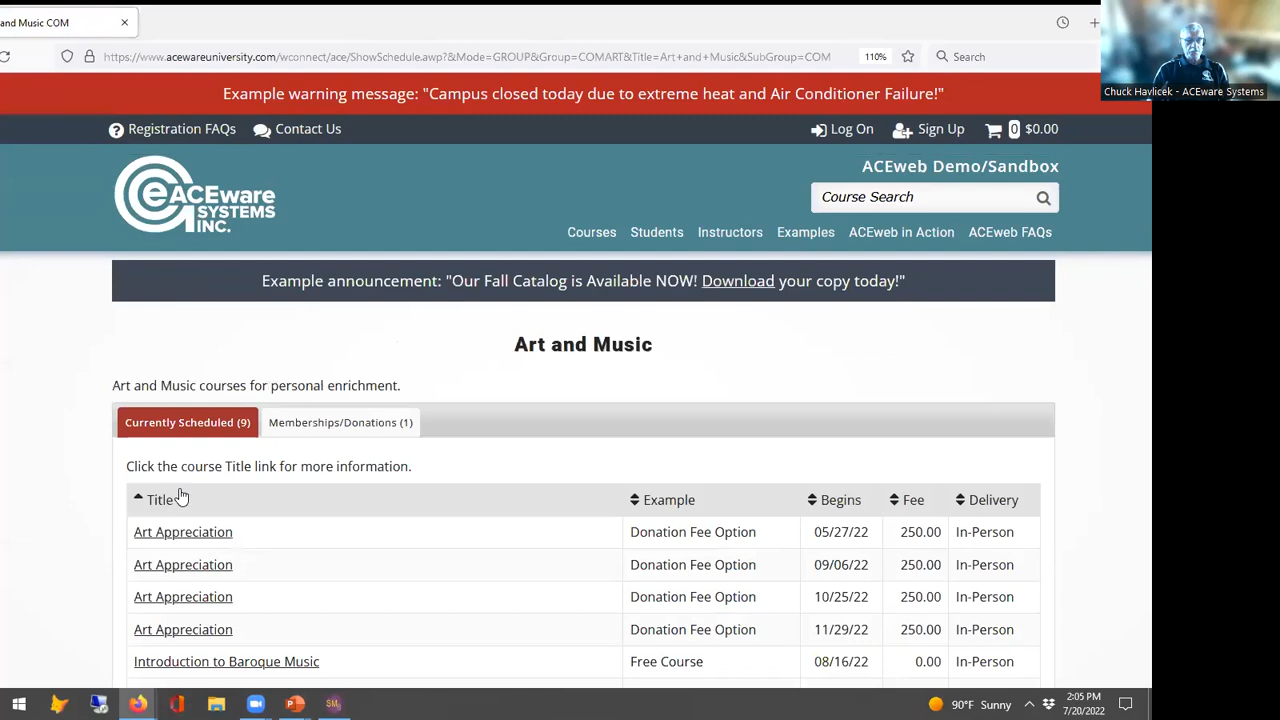 and Music COM
https://www.acewareuniversity.com/wconnect/ace/ShowSchedule.awp?&Mode=GROUP&Group=COMART&Title=Art+and+Music&SubGroup=COM
110%
Search
Chuck Havlicek - ACEware Systems
Example warning message: "Campus closed today due to extreme heat and Air Conditioner Failure!"
Registration FAQs
Contact Us
Log On
Sign Up
0 $0.00
ACEware
SYSTEMS
INC.
ACEweb Demo/Sandbox
Course Search
Courses Students Instructors Examples ACEweb in Action ACEweb FAQs
Example announcement: "Our Fall Catalog is Available NOW! Download your copy today!"
Art and Music
Art and Music courses for personal enrichment.
Currently Scheduled (9) Memberships/Donations (1)
Click the course Title link for more information.
Title Example Begins Fee Delivery
Art Appreciation Donation Fee Option 05/27/22 250.00 In-Person
Art Appreciation Donation Fee Option 09/06/22 250.00 In-Person
Art Appreciation Donation Fee Option 10/25/22 250.00 In-Person
Art Appreciation Donation Fee Option 11/29/22 250.00 In-Person
Introduction to Baroque Music Free Course 08/16/22 0.00 In-Person
90°F Sunny
2:05 PM
7/20/2022